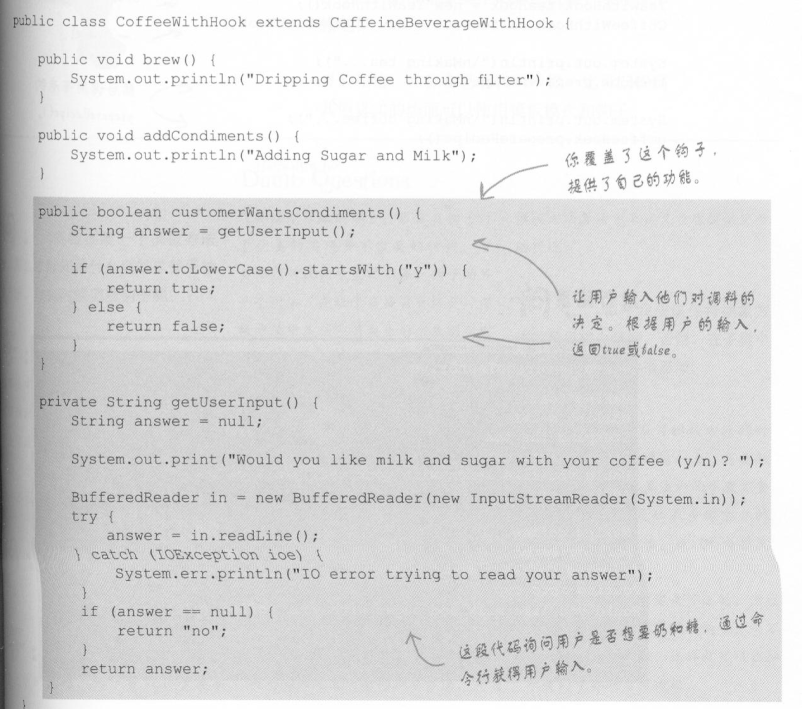 public class CoffeeWithHook extends CaffeineBeverageWithHook {
public void brew() {
System.out.println("Dripping Coffee through filter");
}
public void addCondiments() {
System.out.println("Adding Sugar and Milk");
}
你覆盖了这个钩子，
提供了自己的功能。
public boolean customerWantsCondiments() {
String answer = getUserInput();
if (answer.toLowerCase().startsWith("y")) {
return true;
} else {
return false;
}
}
让用户输入他们对调料的
决定。根据用户的输入，
返回true或false。
private String getUserInput() {
String answer = null;
System.out.print("Would you like milk and sugar with your coffee (y/n)? ");
BufferedReader in = new BufferedReader(new InputStreamReader(System.in));
try {
answer = in.readLine();
} catch (IOException ioe) {
System.err.println("IO error trying to read your answer");
}
if (answer == null) {
return "no";
}
return answer;
}
}
这段代码询问用户是否想要奶和糖，通过命
令行获得用户输入。